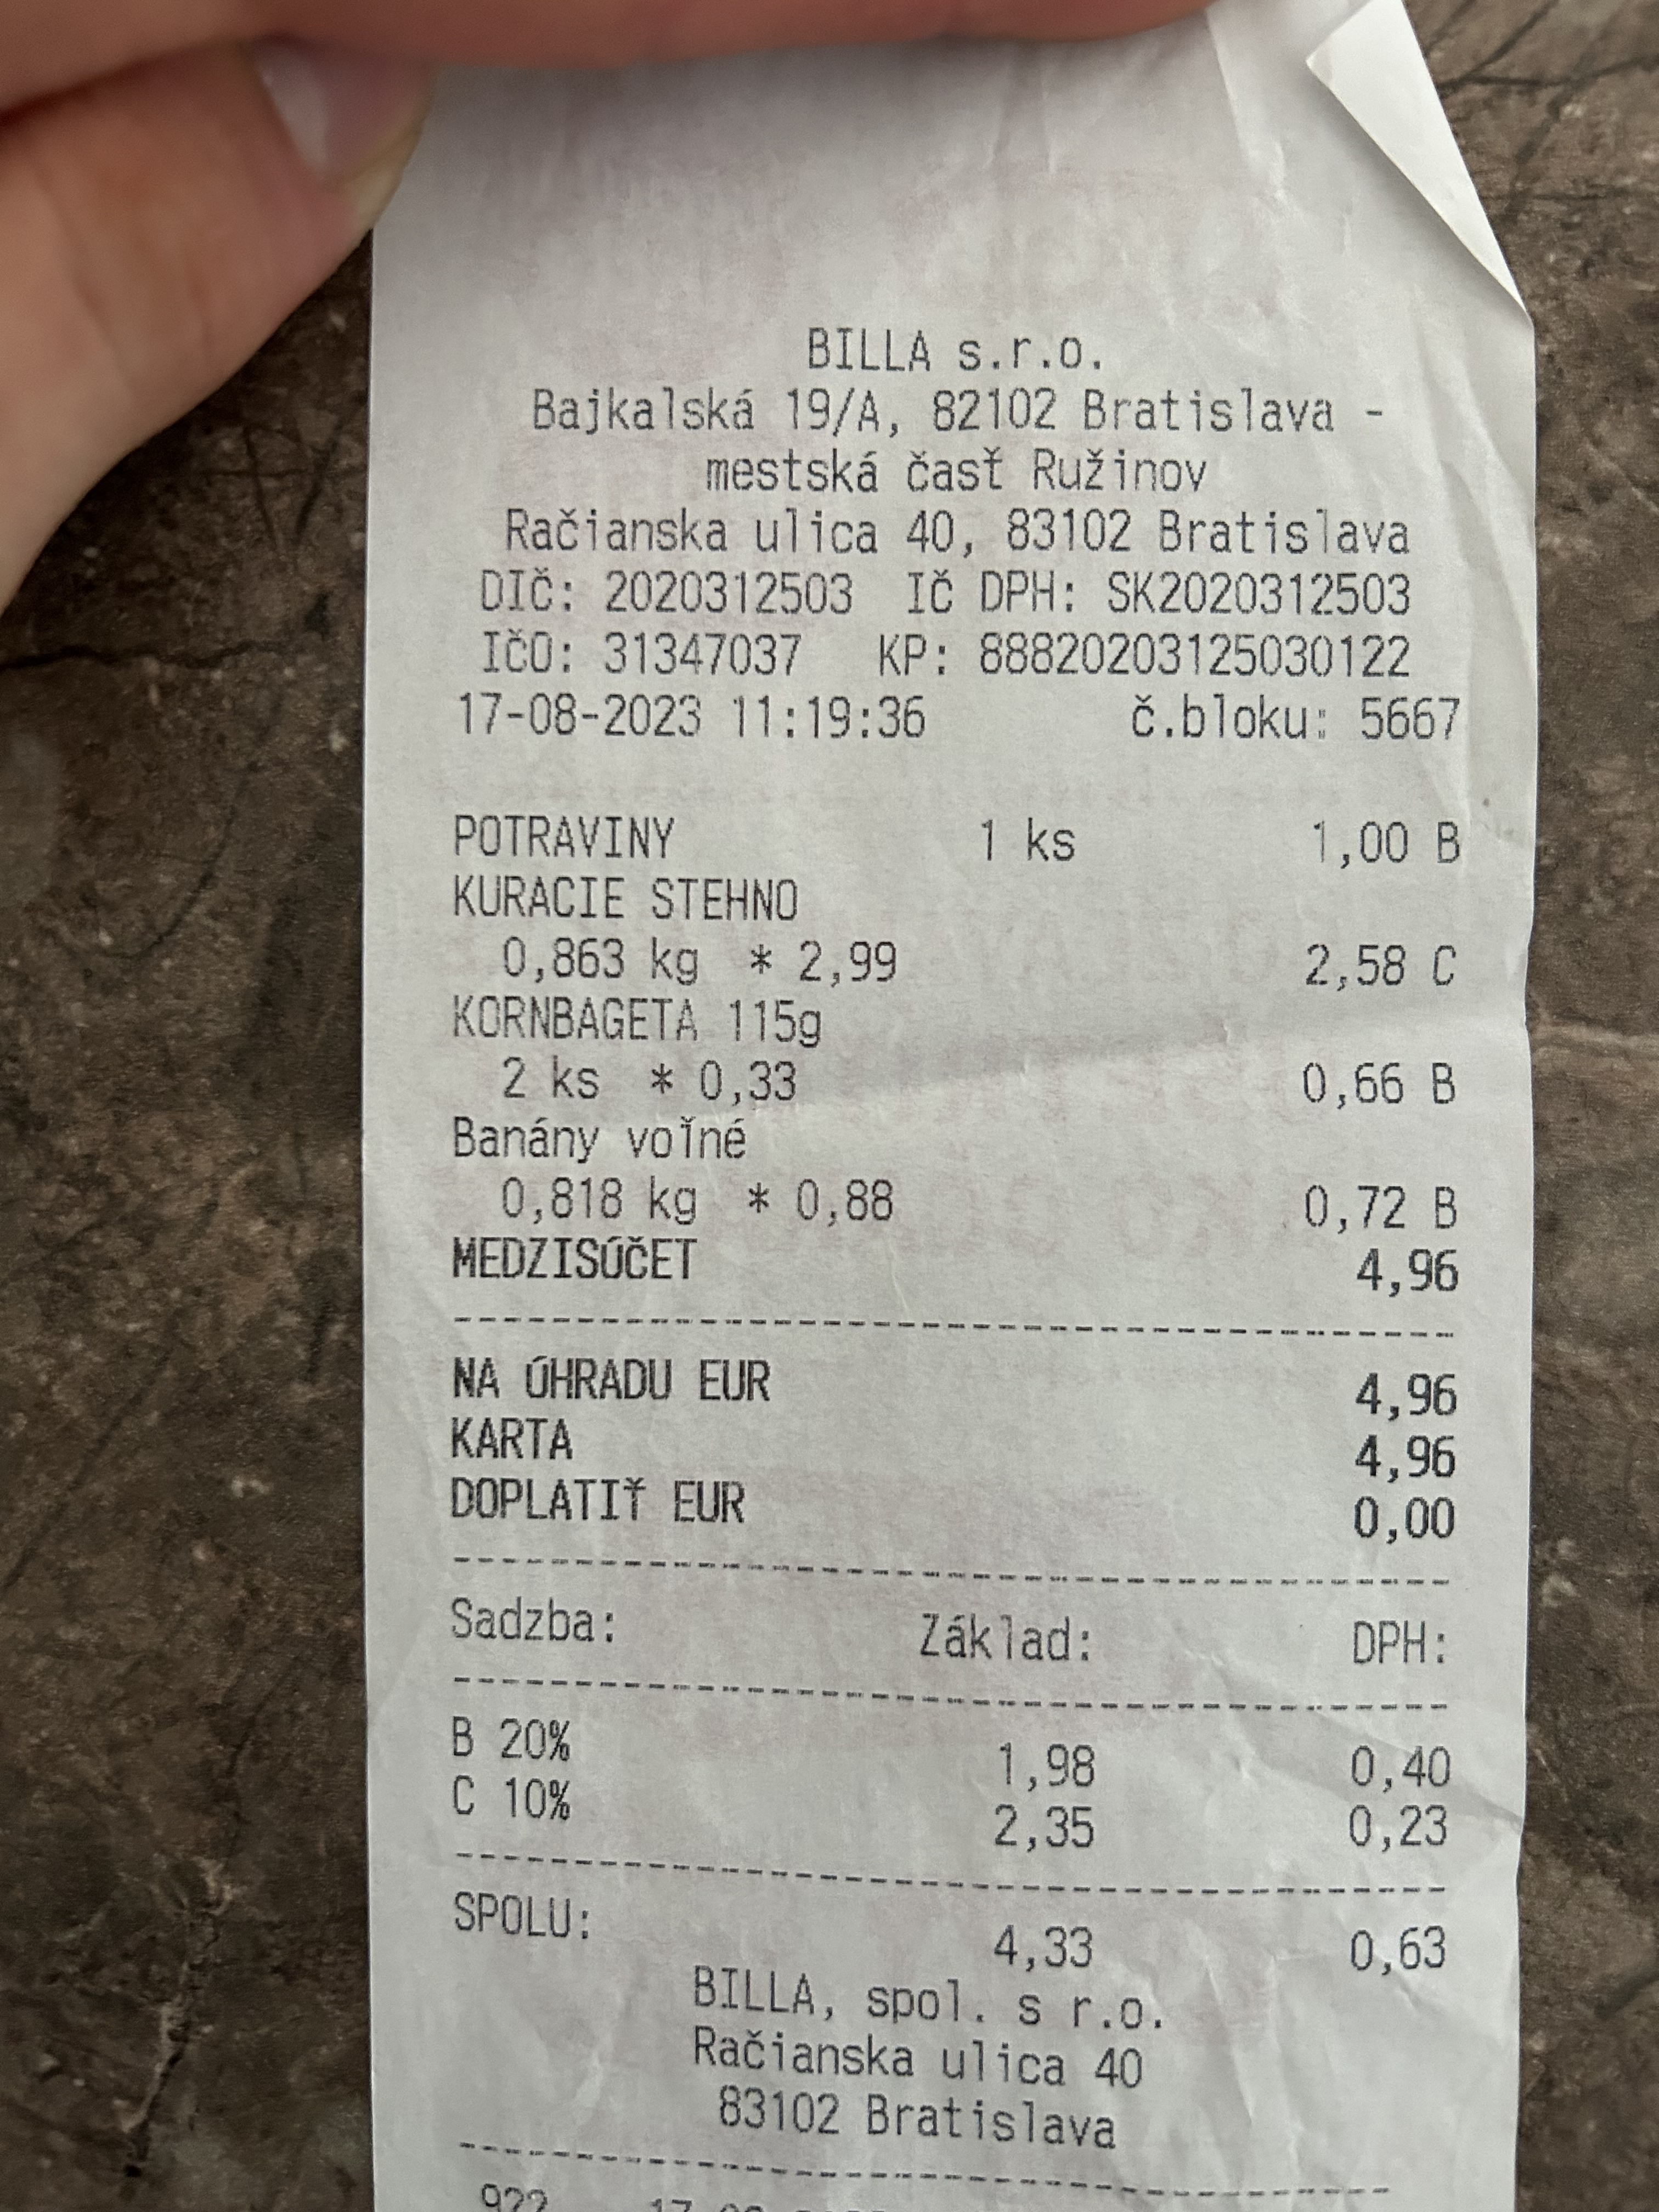 BILLA s.r.o.
Bajkalská 19/A, 82102 Bratislava -
mestská časť Ružinov
Račianska ulica 40, 83102 Bratislava
DIČ: 2020312503 IČ DPH: SK2020312503
IČO: 31347037 KP: 88820203125030122
17-08-2023 11:19:36 č.bloku: 5667
POTRAVINY 1 ks 1,00 B
KURACIE STEHNO
0,863 kg * 2,99 2,58 C
KORNBAGETA 115g
2 ks * 0,33 0,66 B
Banány voľné
0,818 kg * 0,88 0,72 B
MEDZISÚČET 4,96
NA ÚHRADU EUR 4,96
KARTA 4,96
DOPLATIŤ EUR 0,00
Sadzba: Základ: DPH:
B 20% 1,98 0,40
C 10% 2,35 0,23
SPOLU: 4,33 0,63
BILLA, spol. s r.o.
Račianska ulica 40
83102 Bratislava